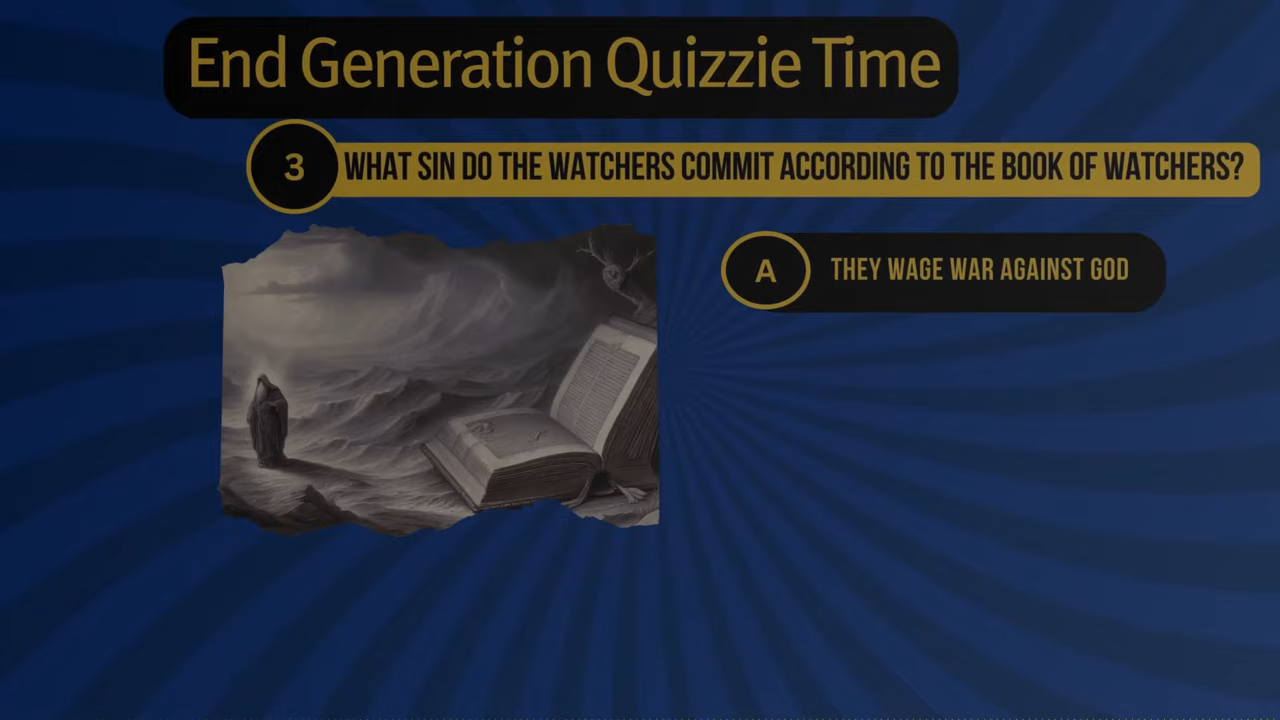 End Generation Quizzie Time
3
WHAT SIN DO THE WATCHERS COMMIT ACCORDING TO THE BOOK OF WATCHERS?
A
THEY WAGE WAR AGAINST GOD